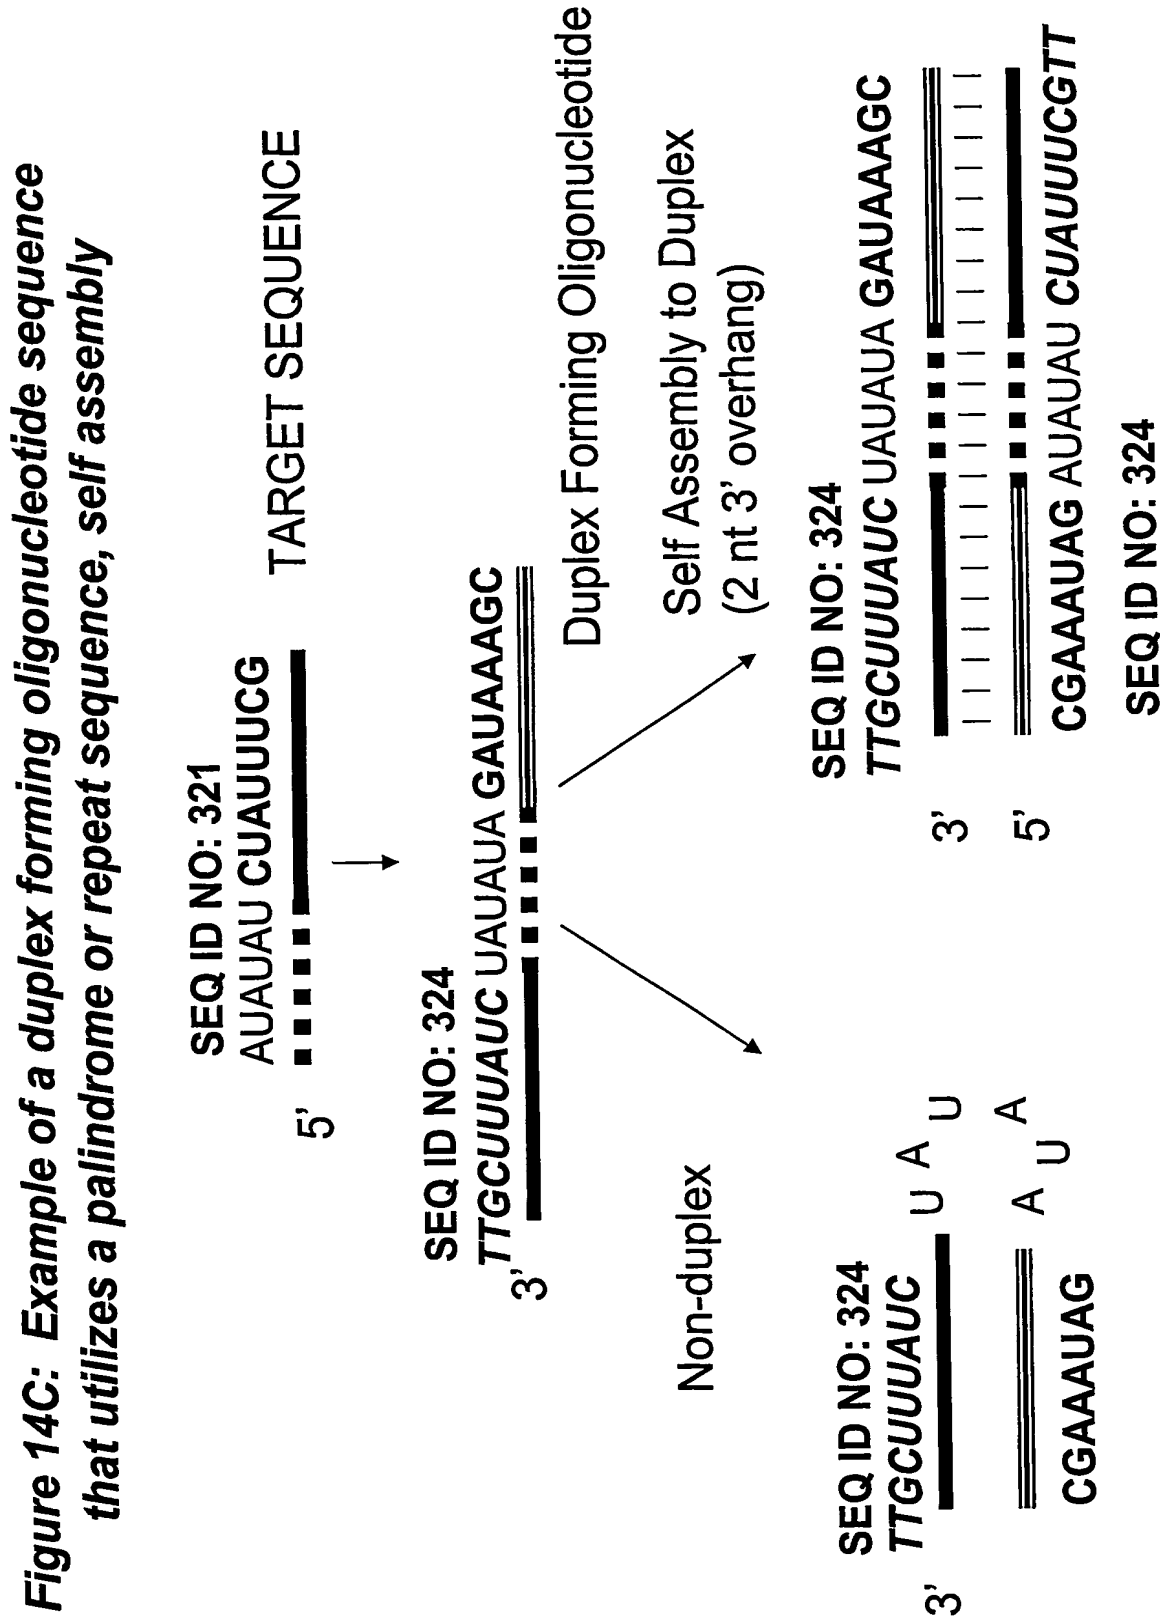 Figure 14C: Example of a duplex forming oligonucleotide sequence
that utilizes a palindrome or repeat sequence, self assembly
SEQ ID NO: 321
AUAUAU CUAUUUCG
5'
TARGET SEQUENCE
SEQ ID NO: 324
TTGCUUUAUC UAUAUA GAUAAAGC
3'
Duplex Forming Oligonucleotide
Non-duplex
Self Assembly to Duplex
(2 nt 3' overhang)
SEQ ID NO: 324
TTGCUUUAUC
3'
U A U
A U A
CGAAAUAG
SEQ ID NO: 324
TTGCUUUAUC UAUAUA GAUAAAGC
3'
5'
CGAAAUAG AUAUAU CUAUUUCGTT
SEQ ID NO: 324